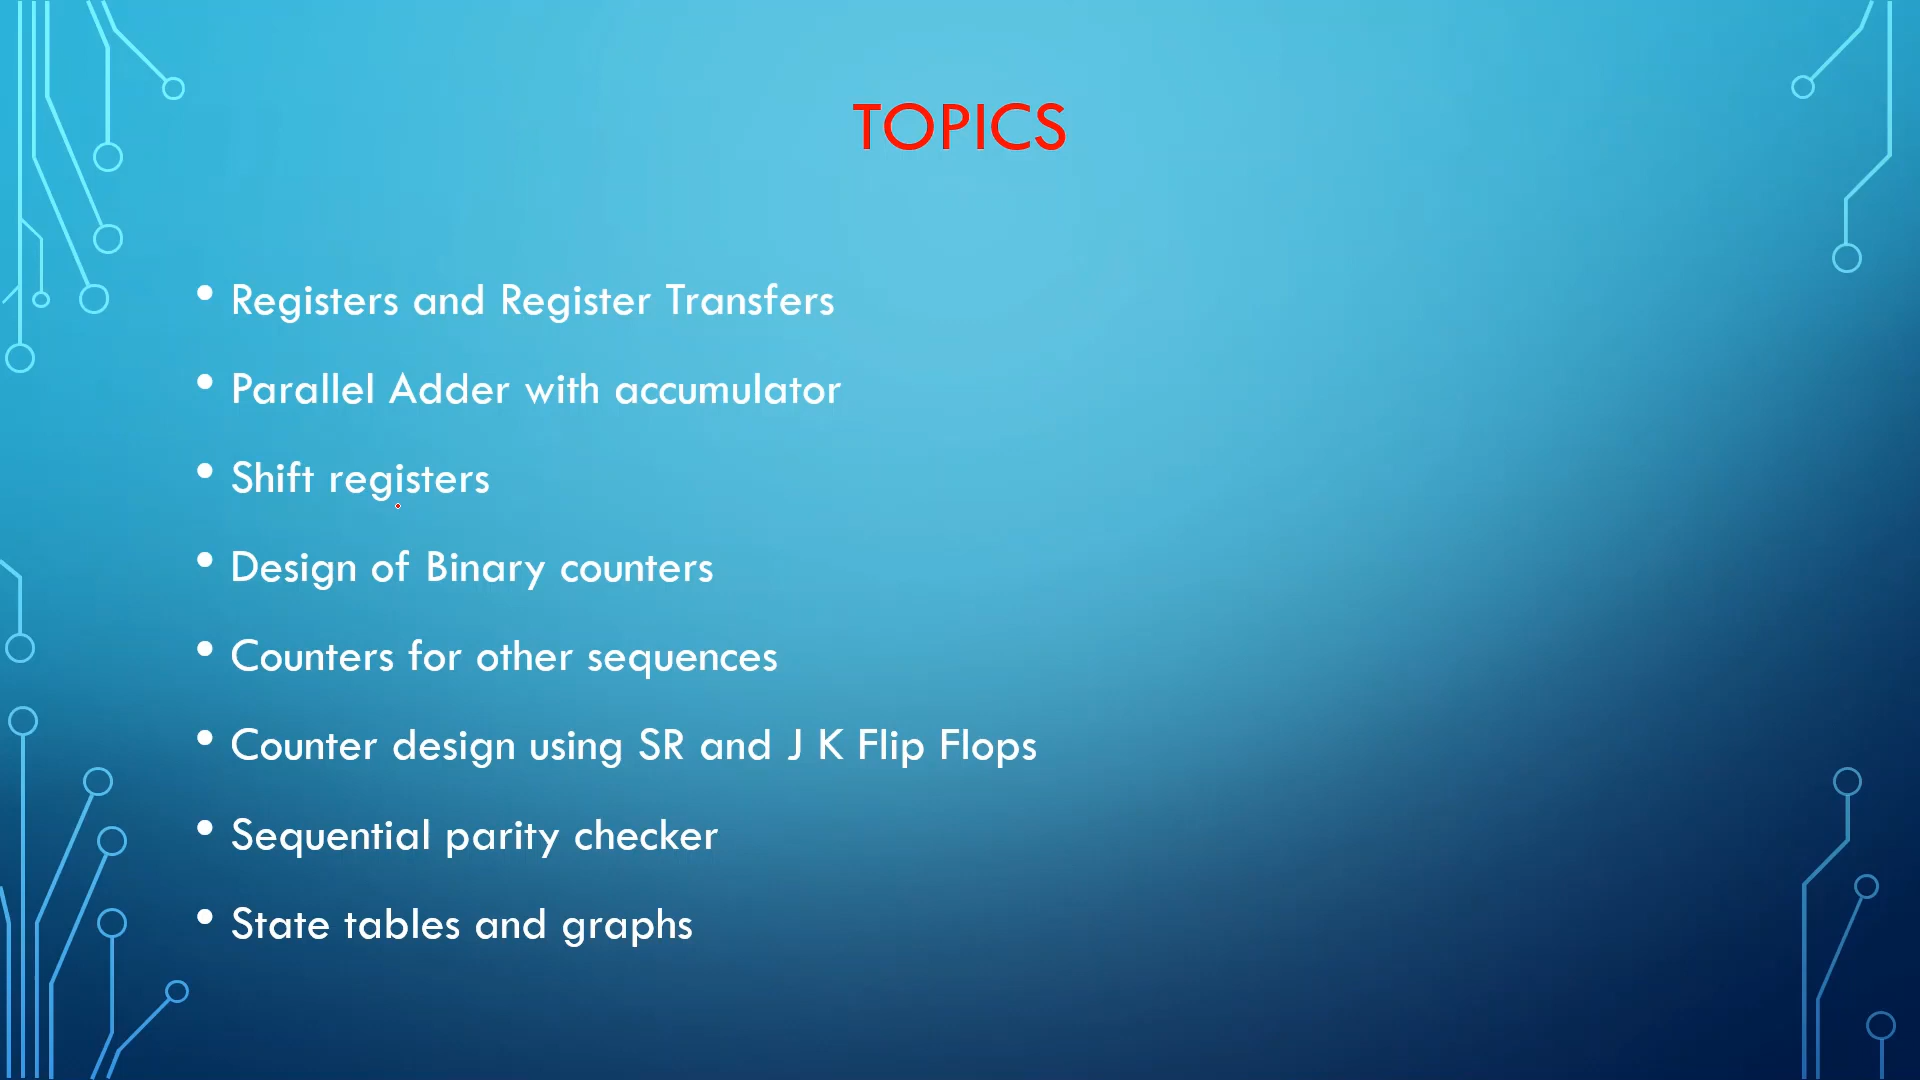 TOPICS
• Registers and Register Transfers
• Parallel Adder with accumulator
• Shift registers
• Design of Binary counters
• Counters for other sequences
• Counter design using SR and J K Flip Flops
• Sequential parity checker
• State tables and graphs